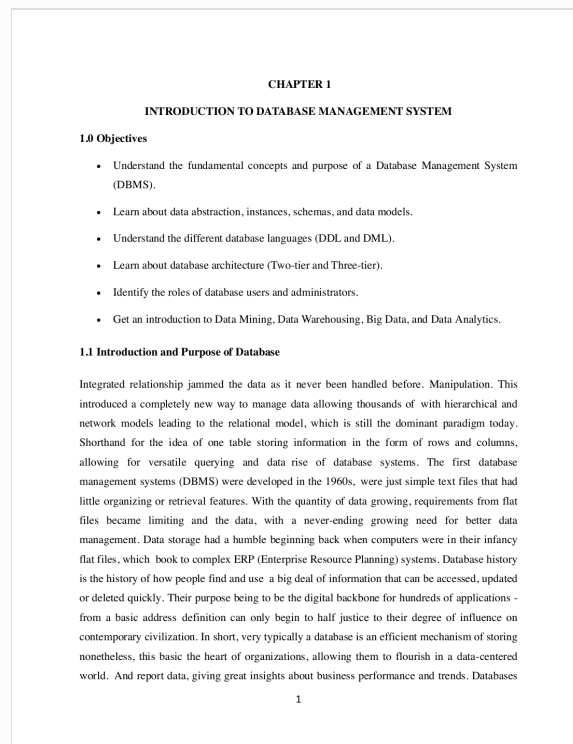 CHAPTER 1
INTRODUCTION TO DATABASE MANAGEMENT SYSTEM
1.0 Objectives
• Understand the fundamental concepts and purpose of a Database Management System
(DBMS).
• Learn about data abstraction, instances, schemas, and data models.
• Understand the different database languages (DDL and DML).
• Learn about database architecture (Two-tier and Three-tier).
• Identify the roles of database users and administrators.
• Get an introduction to Data Mining, Data Warehousing, Big Data, and Data Analytics.
1.1 Introduction and Purpose of Database
Integrated relationship jammed the data as it never been handled before. Manipulation. This
introduced a completely new way to manage data allowing thousands of with hierarchical and
network models leading to the relational model, which is still the dominant paradigm today.
Shorthand for the idea of one table storing information in the form of rows and columns,
allowing for versatile querying and data rise of database systems. The first database
management systems (DBMS) were developed in the 1960s, were just simple text files that had
little organizing or retrieval features. With the quantity of data growing, requirements from flat
files became limiting and the data, with a never-ending growing need for better data
management. Data storage had a humble beginning back when computers were in their infancy
flat files, which book to complex ERP (Enterprise Resource Planning) systems. Database history
is the history of how people find and use a big deal of information that can be accessed, updated
or deleted quickly. Their purpose being to be the digital backbone for hundreds of applications -
from a basic address definition can only begin to half justice to their degree of influence on
contemporary civilization. In short, very typically a database is an efficient mechanism of storing
nonetheless, this basic the heart of organizations, allowing them to flourish in a data-centered
world. And report data, giving great insights about business performance and trends. Databases
1